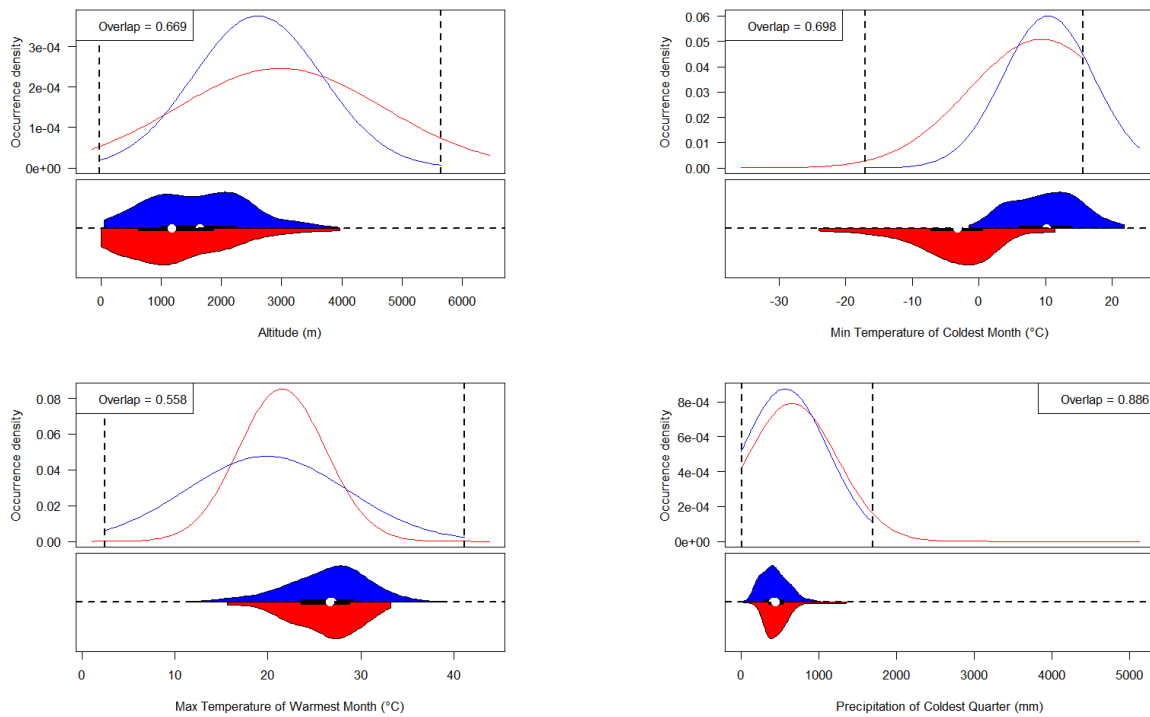 Overlap = 0.669
Occurrence density
3e-04
2e-04
1e-04
0e+00
0 1000 2000 3000 4000 5000 6000
Altitude (m)
Overlap = 0.698
Occurrence density
0.06
0.05
0.04
0.03
0.02
0.01
0.00
-30 -20 -10 0 10 20
Min Temperature of Coldest Month (°C)
Overlap = 0.558
Occurrence density
0.08
0.06
0.04
0.02
0.00
0 10 20 30 40
Max Temperature of Warmest Month (°C)
Overlap = 0.886
Occurrence density
8e-04
6e-04
4e-04
2e-04
0e+00
0 1000 2000 3000 4000 5000
Precipitation of Coldest Quarter (mm)